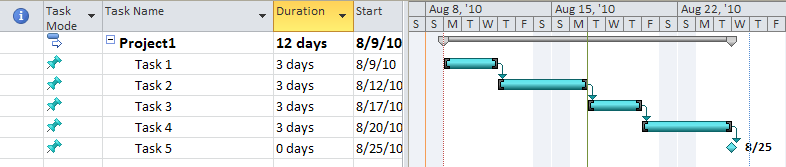 Task Mode	Task Name	Duration	Start	Aug 8, '10	Aug 15, '10	Aug 22, '10
S S M T W T F S S M T W T F S S M T W T F
Project1	12 days	8/9/10
Task 1	3 days	8/9/10
Task 2	3 days	8/12/10
Task 3	3 days	8/17/10
Task 4	3 days	8/20/10
Task 5	0 days	8/25/10	8/25